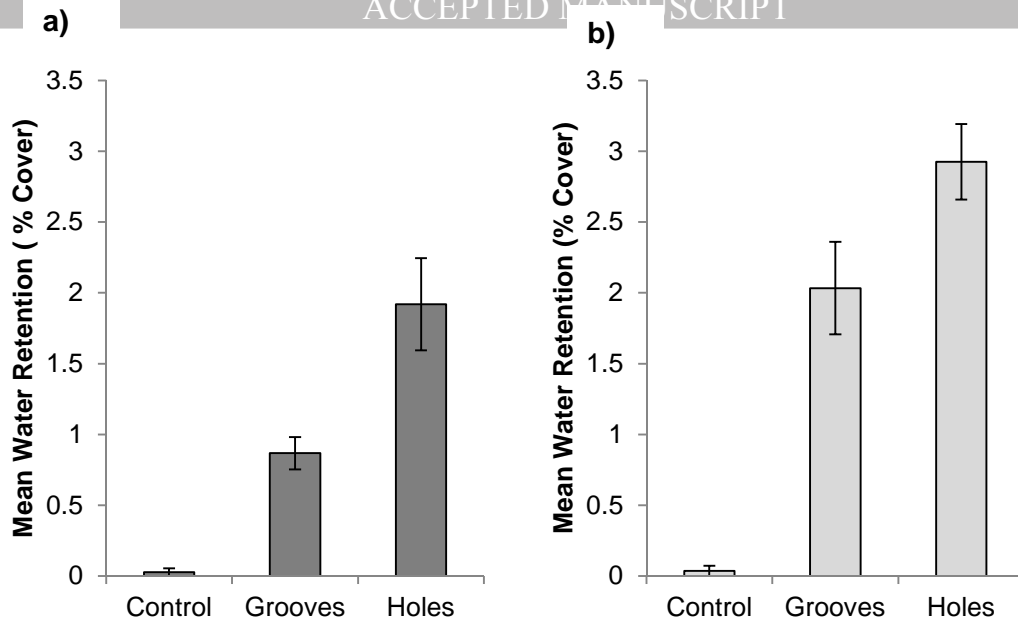 ACCEPTED MANUSCRIPT
a)
3.5
3
2.5
2
1.5
1
0.5
0
Mean Water Retention ( % Cover)
Control Grooves Holes
b)
3.5
3
2.5
2
1.5
1
0.5
0
Mean Water Retention (% Cover)
Control Grooves Holes